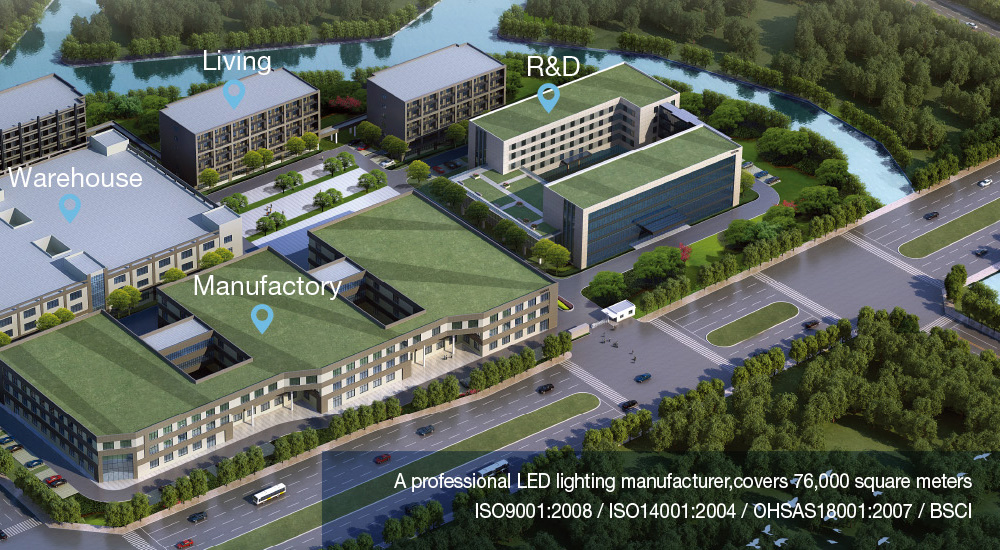 Living
R&D
Warehouse
Manufactory
A professional LED lighting manufacturer,covers 76,000 square meters
ISO9001:2008 / ISO14001:2004 / OHSAS18001:2007 / BSCI